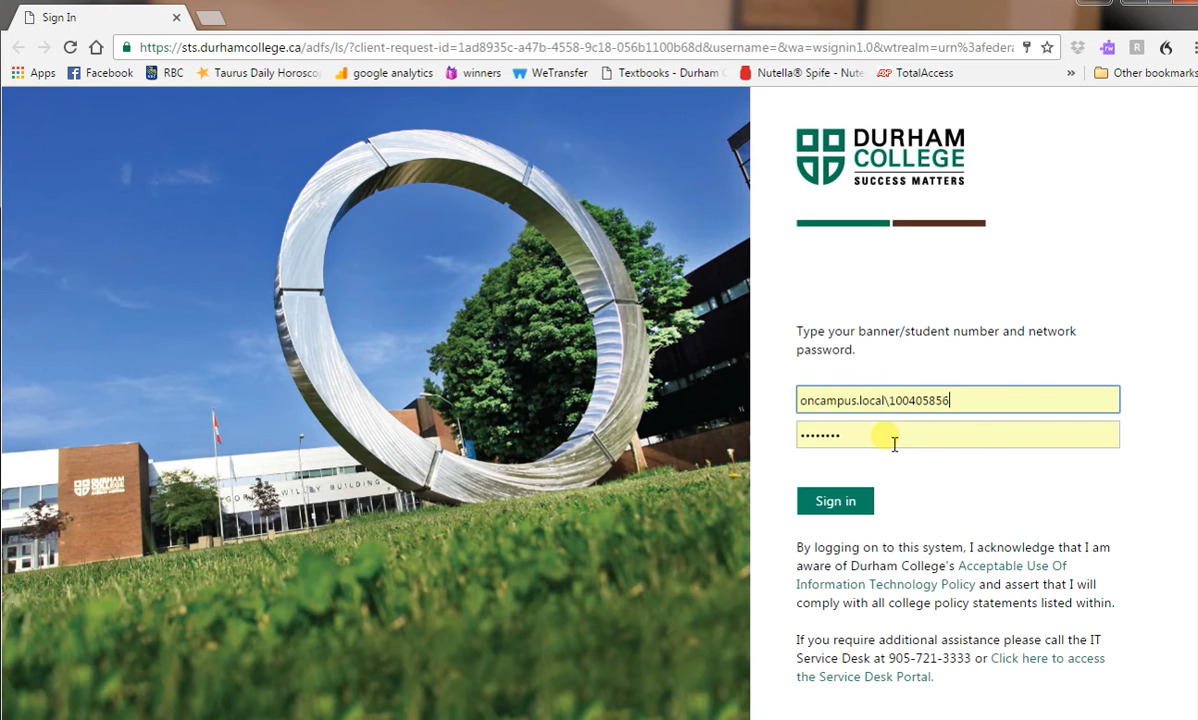 Sign In
https://sts.durhamcollege.ca/adfs/ls/?client-request-id=1ad8935c-a47b-4558-9c18-056b1100b68d&username=&wa=wsignin1.0&wtrealm=urn%3afedera
Apps Facebook RBC Taurus Daily Horosco google analytics winners WeTransfer Textbooks - Durham C Nutella® Spife - Nute TotalAccess » Other bookmarks
DURHAM
COLLEGE
SUCCESS MATTERS
Type your banner/student number and network
password.
oncampus.local\100405856
••••••••
Sign in
By logging on to this system, I acknowledge that I am
aware of Durham College's Acceptable Use Of
Information Technology Policy and assert that I will
comply with all college policy statements listed within.
If you require additional assistance please call the IT
Service Desk at 905-721-3333 or Click here to access
the Service Desk Portal.
DURHAM
COLLEGE
WILLEY BUILDING